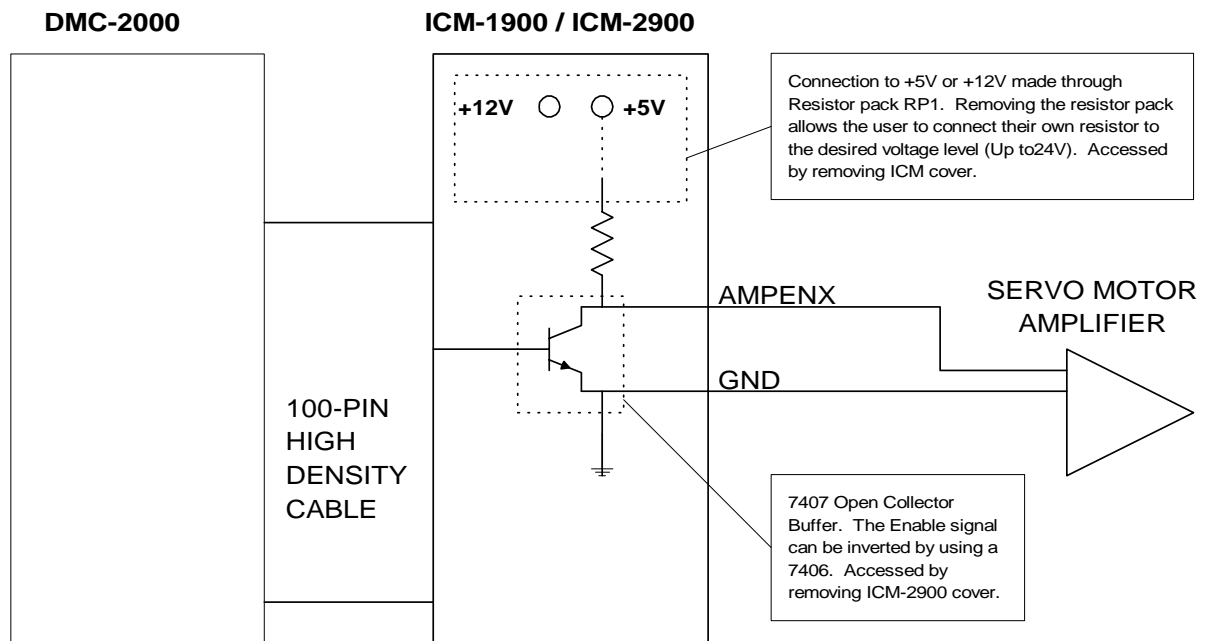 DMC-2000
ICM-1900 / ICM-2900
+12V
+5V
Connection to +5V or +12V made through
Resistor pack RP1. Removing the resistor pack
allows the user to connect their own resistor to
the desired voltage level (Up to24V). Accessed
by removing ICM cover.
AMPENX
SERVO MOTOR
AMPLIFIER
GND
100-PIN
HIGH
DENSITY
CABLE
7407 Open Collector
Buffer. The Enable signal
can be inverted by using a
7406. Accessed by
removing ICM-2900 cover.